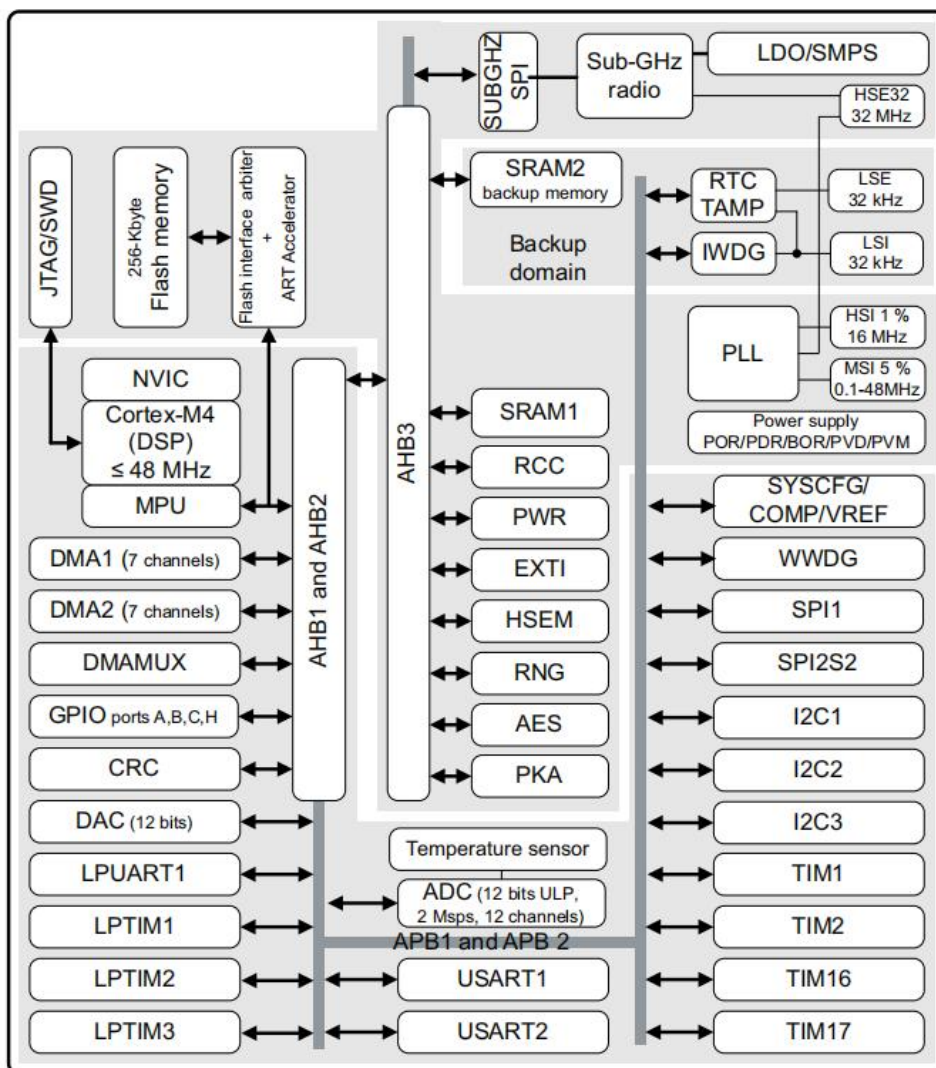 SUBGHZ
SPI
Sub-GHz
radio
LDO/SMPS
HSE32
32 MHz
JTAG/SWD
256-Kbyte
Flash memory
Flash interface arbiter
+
ART Accelerator
SRAM2
backup memory
RTC
TAMP
LSE
32 kHz
Backup
domain
IWDG
LSI
32 kHz
PLL
HSI 1 %
16 MHz
MSI 5 %
0.1-48MHz
Power supply
POR/PDR/BOR/PVD/PVM
NVIC
Cortex-M4
(DSP)
≤ 48 MHz
MPU
DMA1 (7 channels)
DMA2 (7 channels)
DMAMUX
GPIO ports A,B,C,H
CRC
DAC (12 bits)
LPUART1
LPTIM1
LPTIM2
LPTIM3
AHB1 and AHB2
AHB3
SRAM1
RCC
PWR
EXTI
HSEM
RNG
AES
PKA
Temperature sensor
ADC (12 bits ULP,
2 Msps, 12 channels)
APB1 and APB 2
USART1
USART2
SYSCFG/
COMP/VREF
WWDG
SPI1
SPI2S2
I2C1
I2C2
I2C3
TIM1
TIM2
TIM16
TIM17